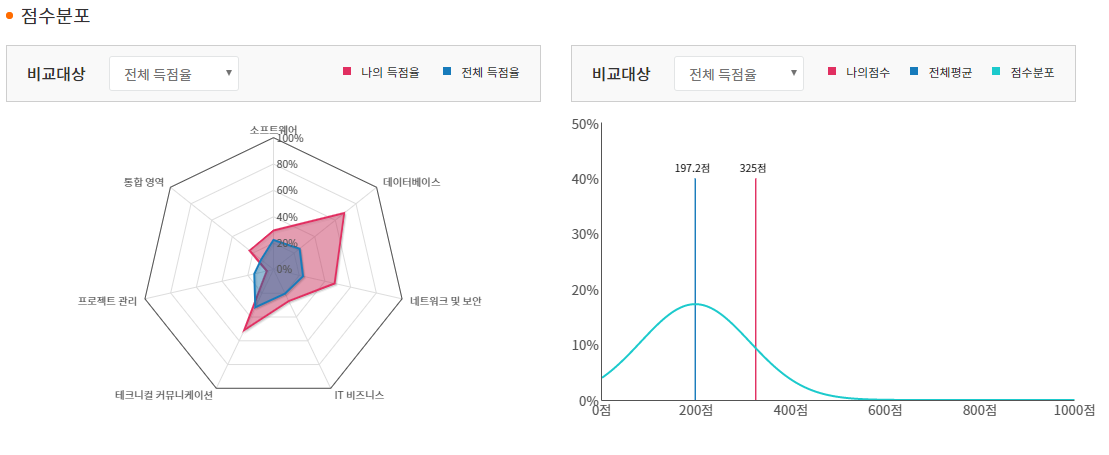 점수분포
비교대상 전체 득점율 나의 득점율 전체 득점율
소프트웨어
100%
80%
60%
40%
20%
0%
데이터베이스
네트워크 및 보안
IT 비즈니스
테크니컬 커뮤니케이션
프로젝트 관리
통합 영역
비교대상 전체 득점율 나의점수 전체평균 점수분포
50%
40%
30%
20%
10%
0%
197.2점 325점
0점 200점 400점 600점 800점 1000점